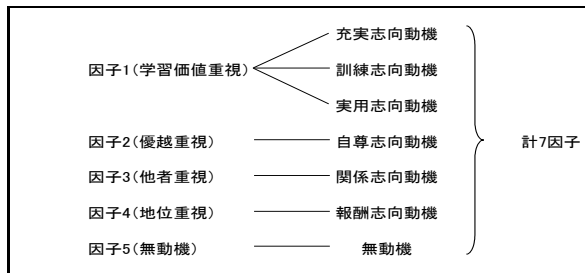 充実志向動機
因子1(学習価値重視) 訓練志向動機
実用志向動機
因子2(優越重視) 自尊志向動機 計7因子
因子3(他者重視) 関係志向動機
因子4(地位重視) 報酬志向動機
因子5(無動機) 無動機